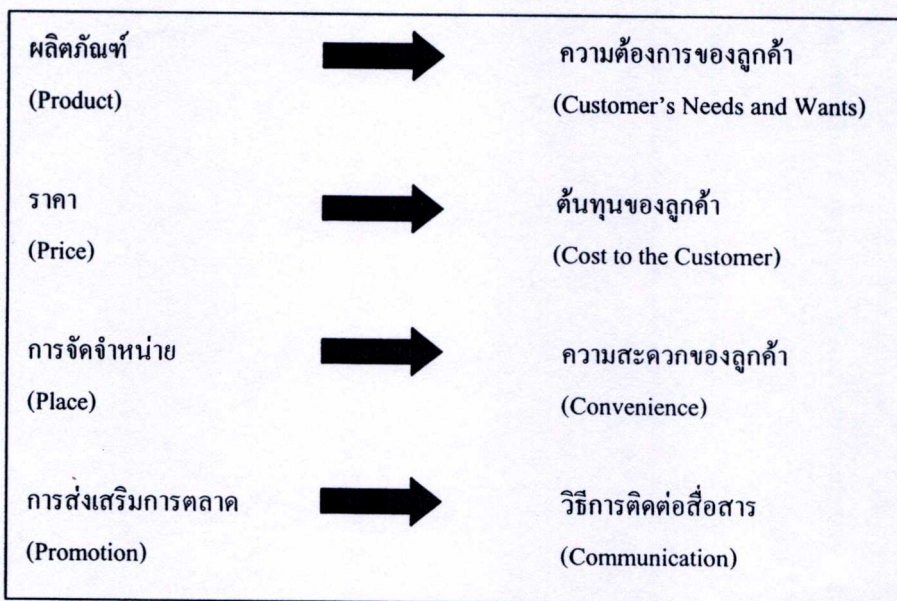 ผลิตภัณฑ์ ความต้องการของลูกค้า
(Product) (Customer's Needs and Wants)
ราคา ต้นทุนของลูกค้า
(Price) (Cost to the Customer)
การจัดจำหน่าย ความสะดวกของลูกค้า
(Place) (Convenience)
การส่งเสริมการตลาด วิธีการติดต่อสื่อสาร
(Promotion) (Communication)